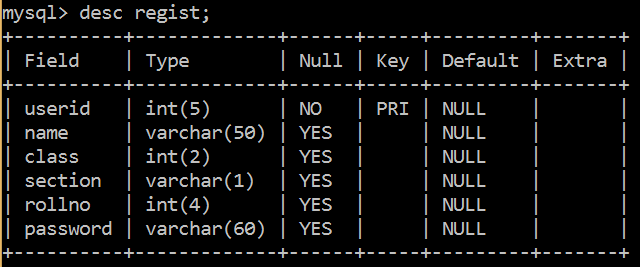 mysql> desc regist;
+----------+-------------+------+-----+---------+-------+
| Field    | Type        | Null | Key | Default | Extra |
+----------+-------------+------+-----+---------+-------+
| userid   | int(5)      | NO   | PRI | NULL    |       |
| name     | varchar(50) | YES  |     | NULL    |       |
| class    | int(2)      | YES  |     | NULL    |       |
| section  | varchar(1)  | YES  |     | NULL    |       |
| rollno   | int(4)      | YES  |     | NULL    |       |
| password | varchar(60) | YES  |     | NULL    |       |
+----------+-------------+------+-----+---------+-------+